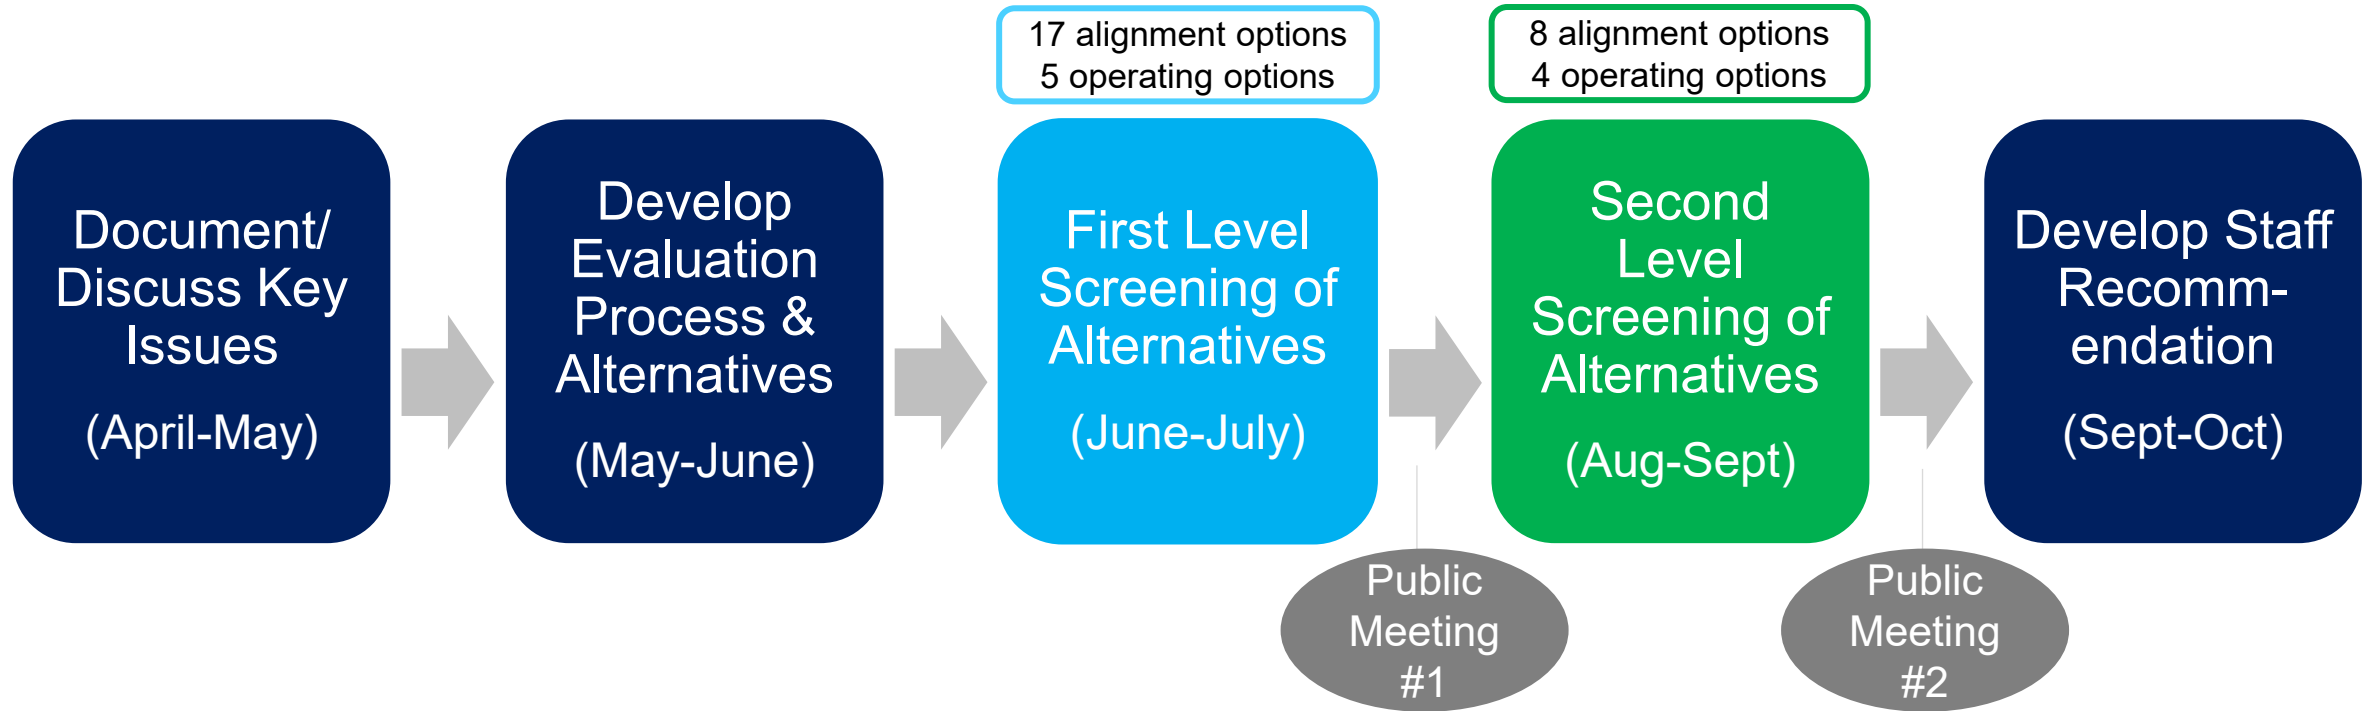 17 alignment options
5 operating options
8 alignment options
4 operating options
Document/
Discuss Key
Issues
(April-May)
Develop
Evaluation
Process &
Alternatives
(May-June)
First Level
Screening of
Alternatives
(June-July)
Second
Level
Screening of
Alternatives
(Aug-Sept)
Develop Staff
Recomm-
endation
(Sept-Oct)
Public
Meeting
#1
Public
Meeting
#2